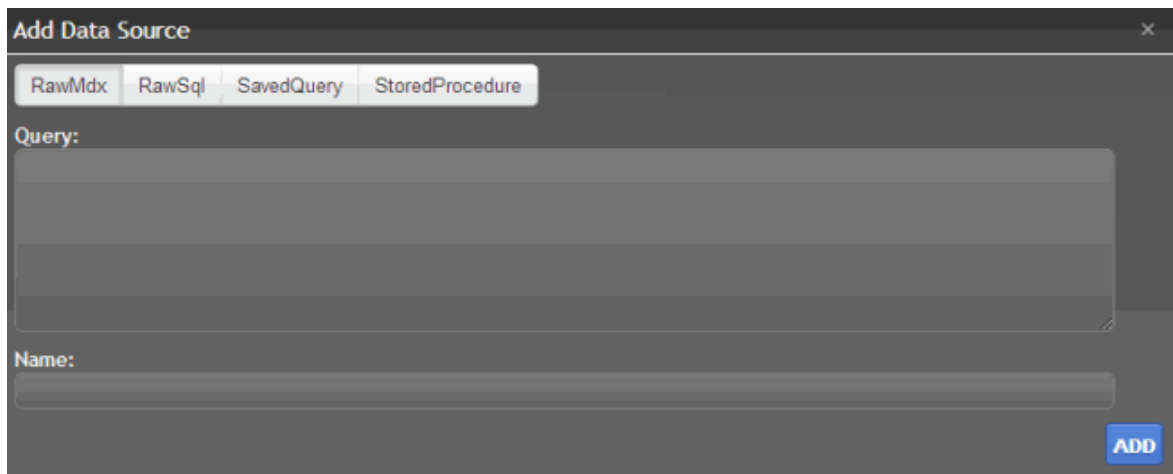 Add Data Source ×
RawMdx RawSql SavedQuery StoredProcedure
Query:
Name:
ADD